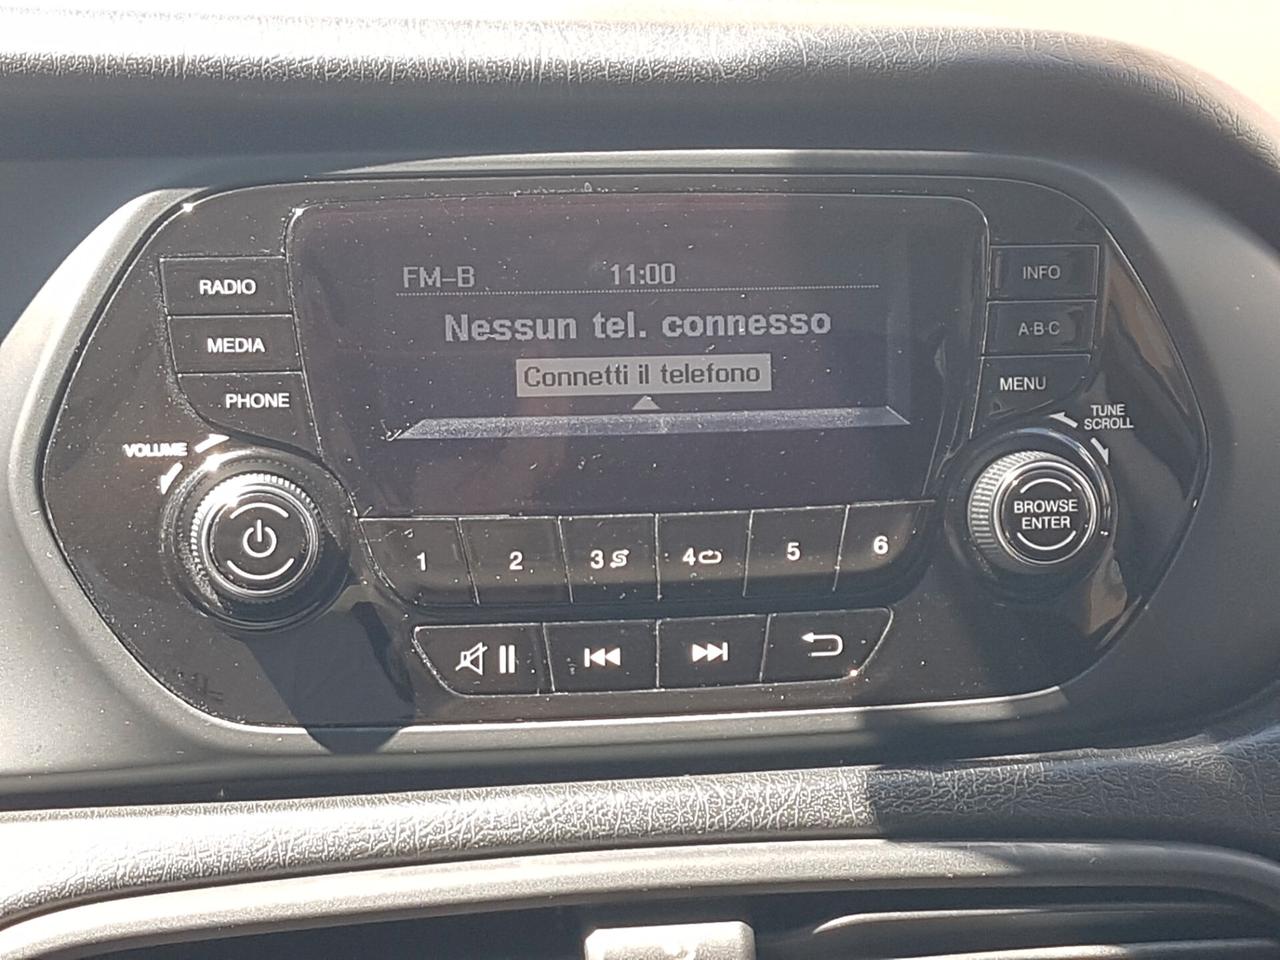 FM-B 11:00
Nessun tel. connesso
Connetti il telefono
RADIO
MEDIA
PHONE
VOLUME
INFO
A·B·C
MENU
TUNE
SCROLL
BROWSE
ENTER
1 2 3 4 5 6